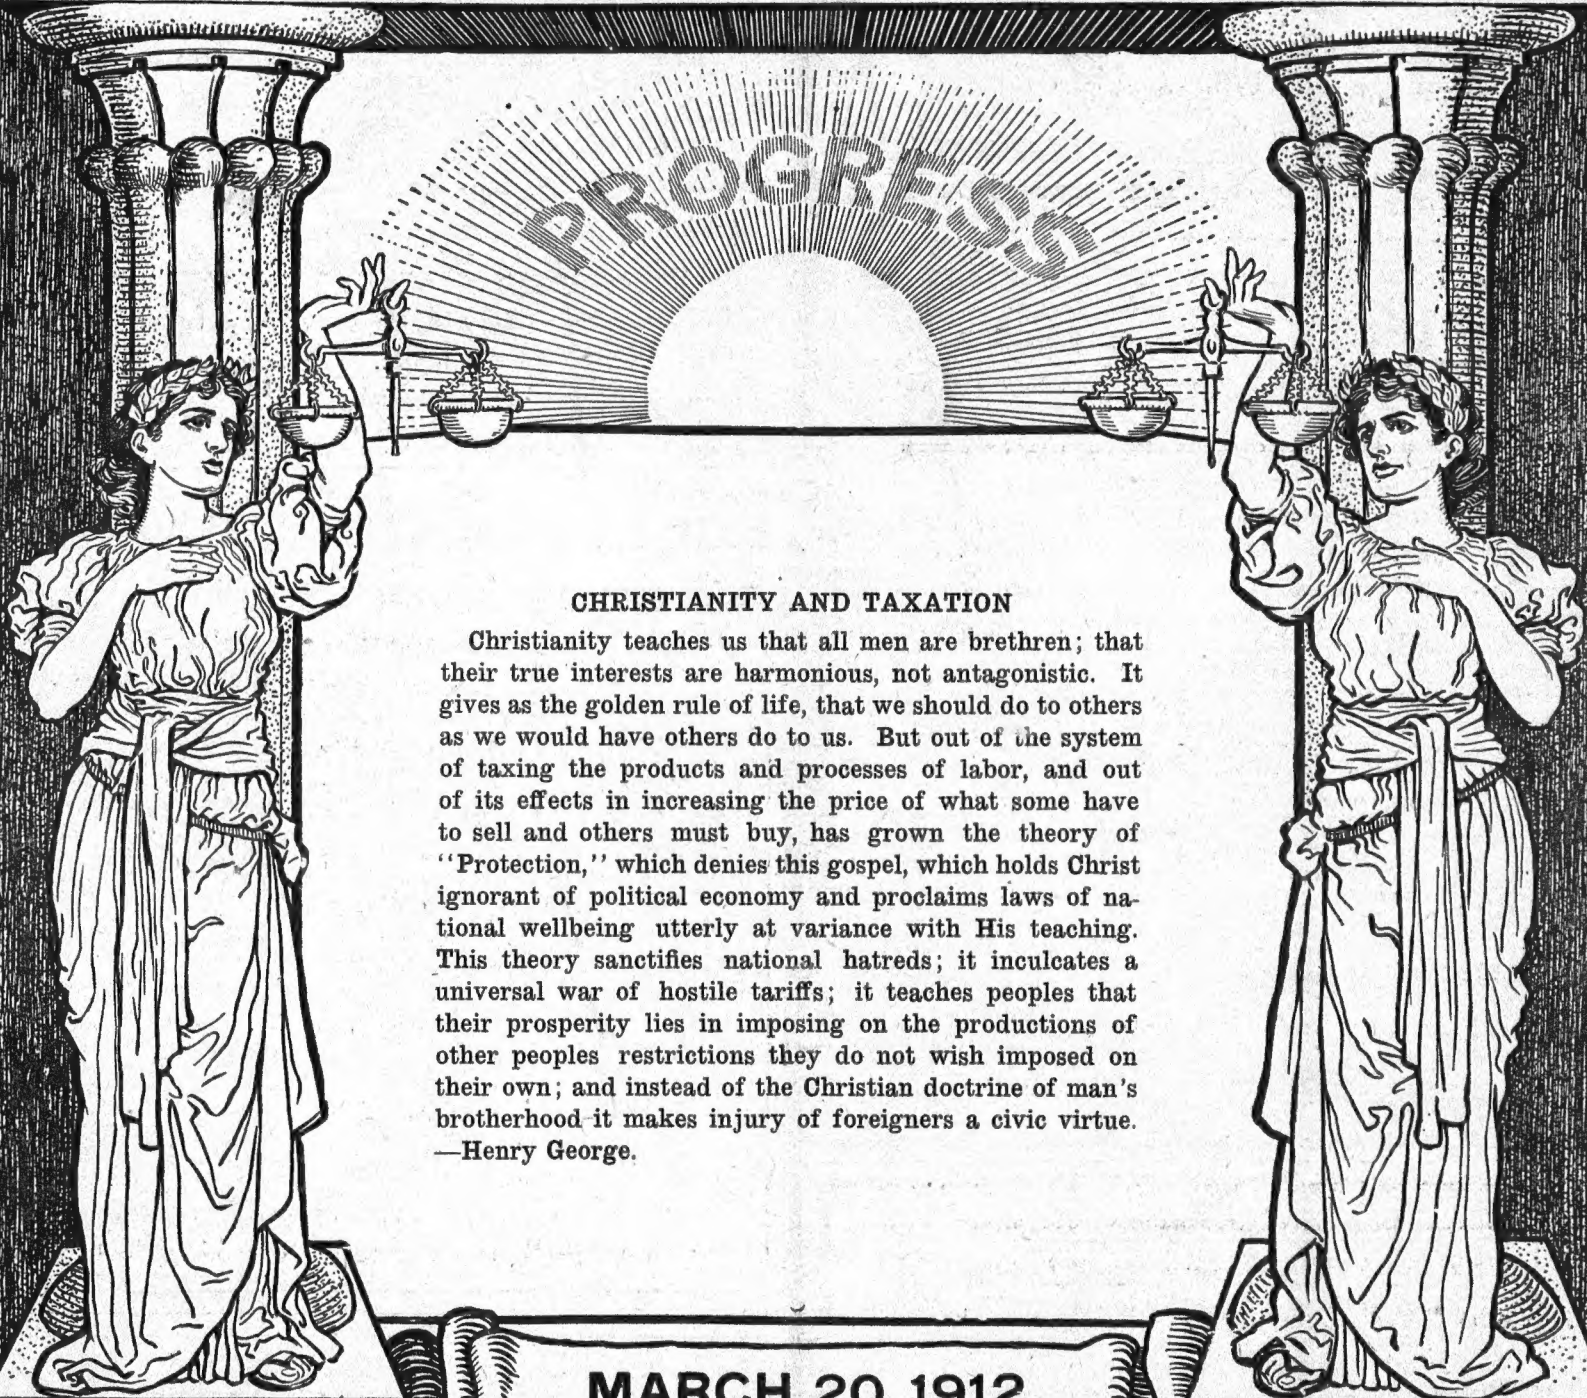 PROGRESS
CHRISTIANITY AND TAXATION
Christianity teaches us that all men are brethren; that
their true interests are harmonious, not antagonistic. It
gives as the golden rule of life, that we should do to others
as we would have others do to us. But out of the system
of taxing the products and processes of labor, and out
of its effects in increasing the price of what some have
to sell and others must buy, has grown the theory of
"Protection," which denies this gospel, which holds Christ
ignorant of political economy and proclaims laws of na-
tional wellbeing utterly at variance with His teaching.
This theory sanctifies national hatreds; it inculcates a
universal war of hostile tariffs; it teaches peoples that
their prosperity lies in imposing on the productions of
other peoples restrictions they do not wish imposed on
their own; and instead of the Christian doctrine of man's
brotherhood it makes injury of foreigners a civic virtue.
—Henry George.
MARCH 20, 1912